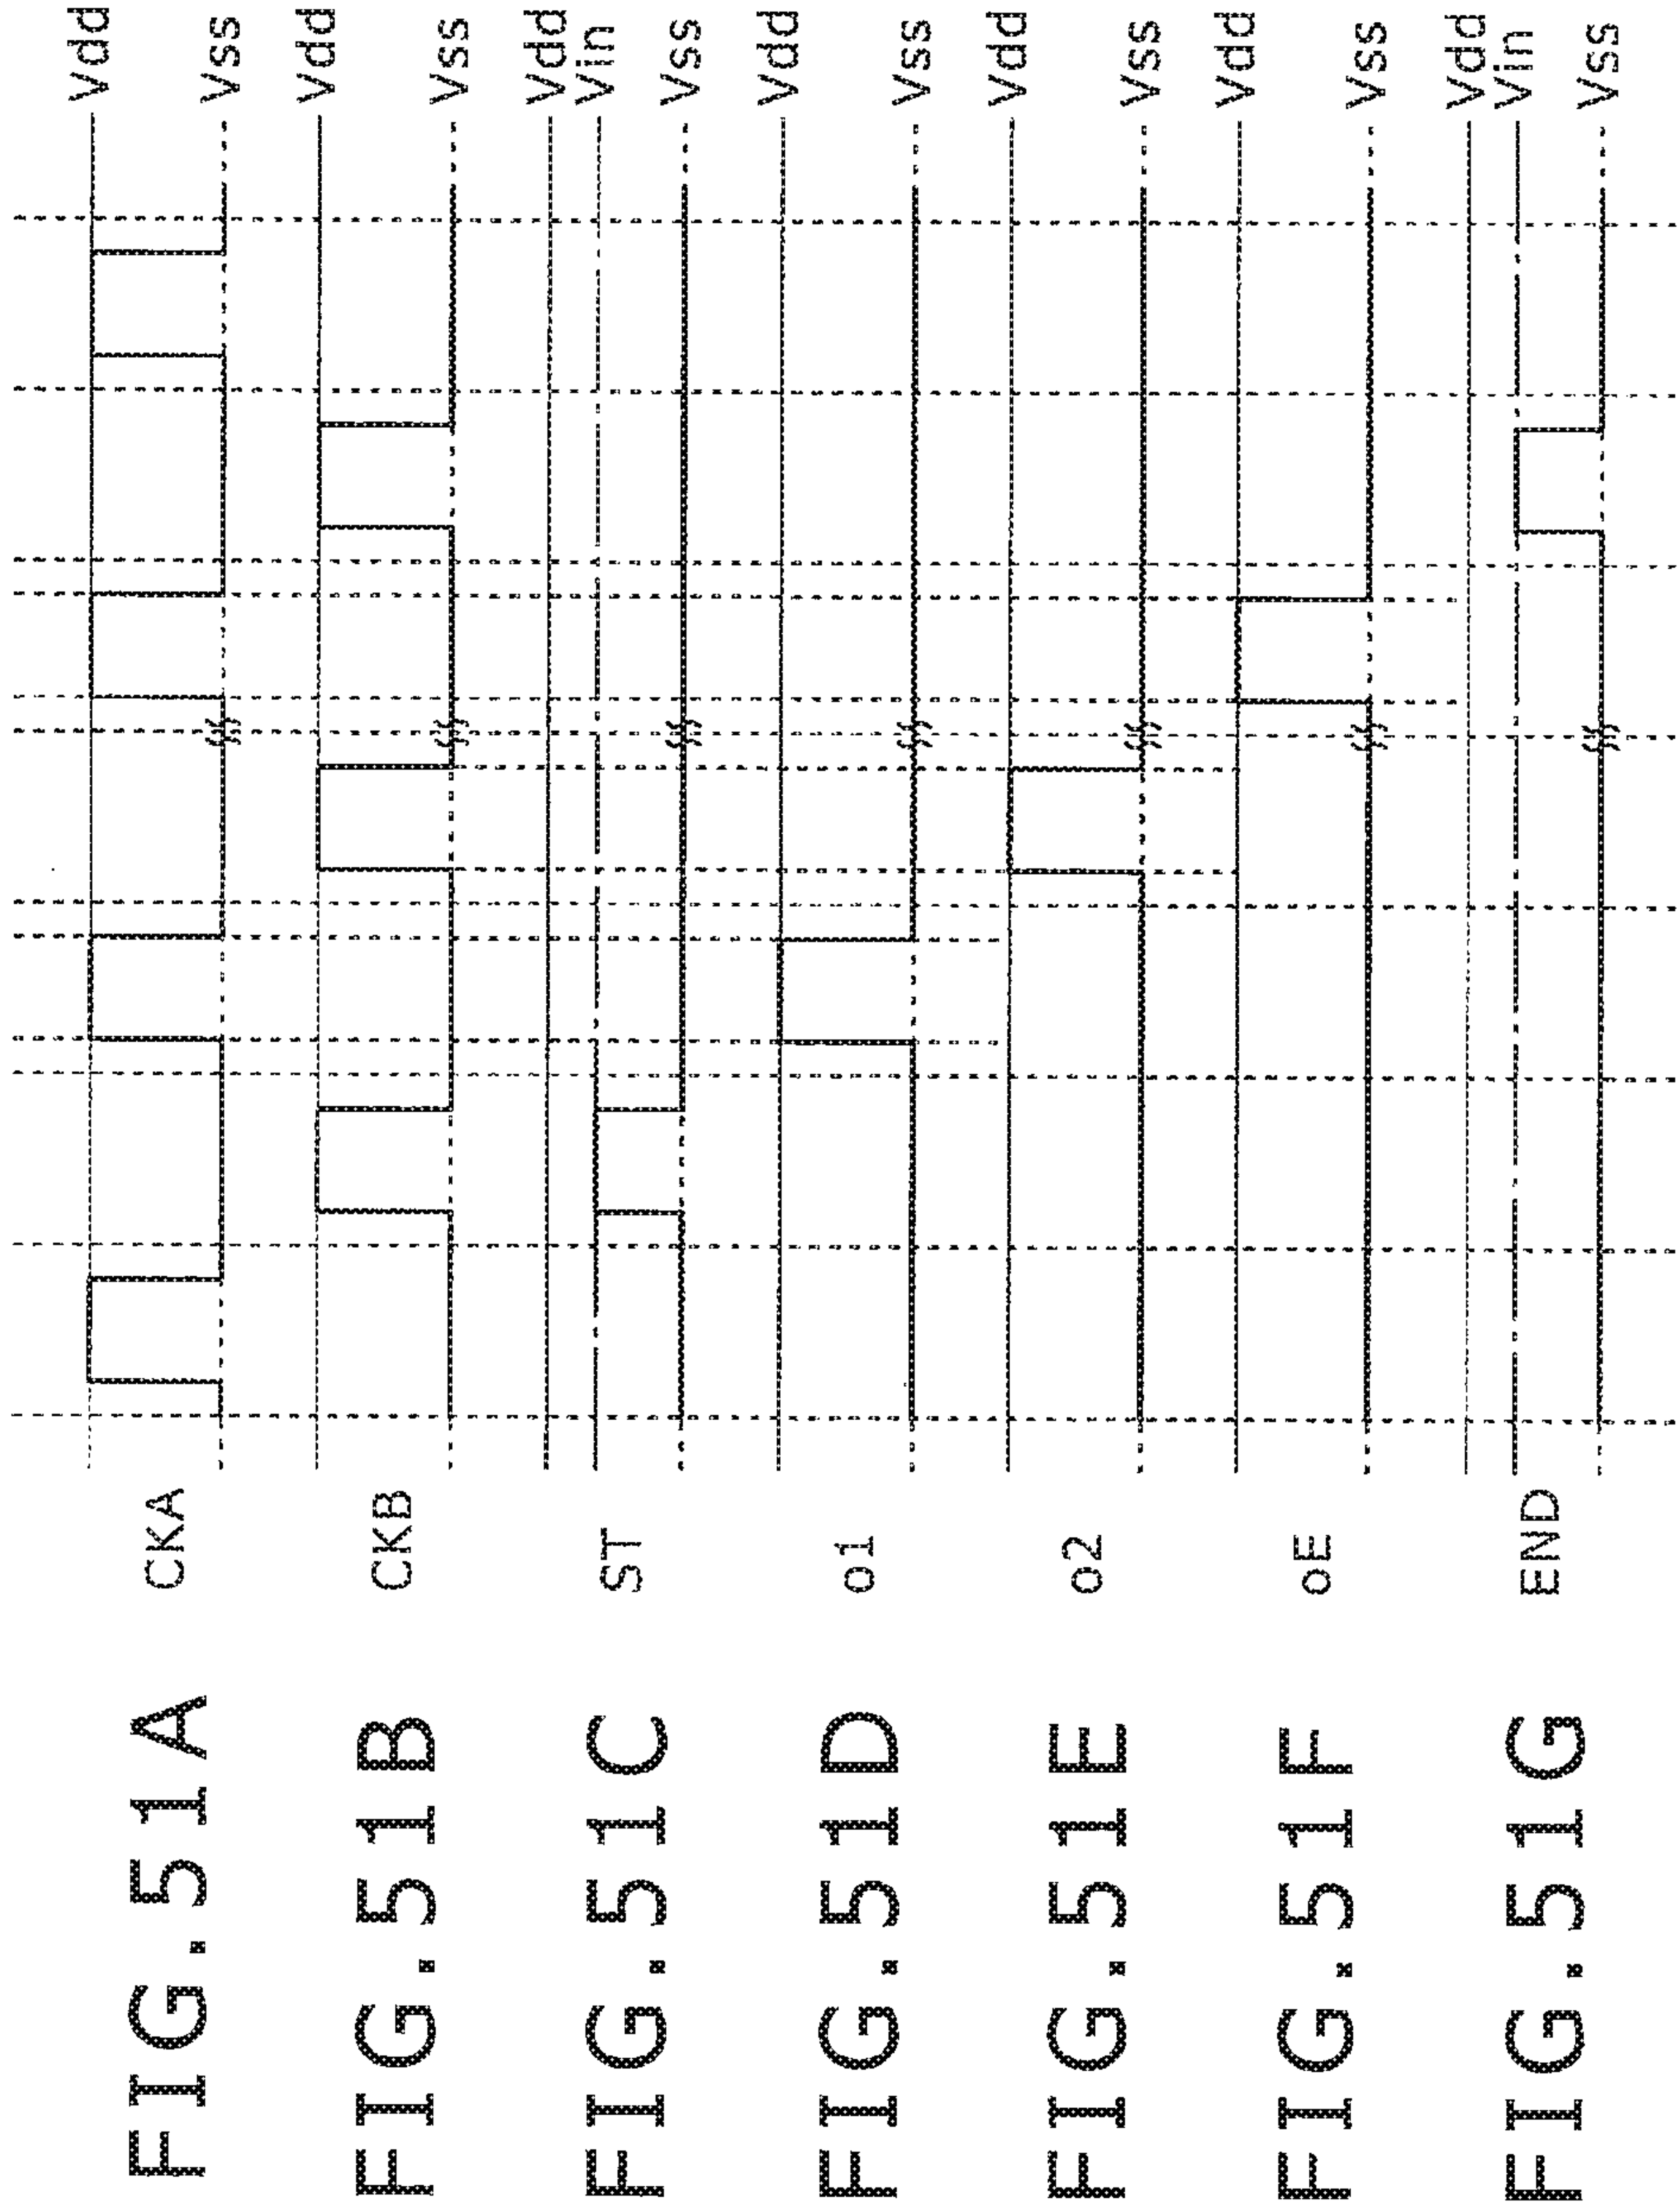 FIG.51A CKA Vdd
Vss
FIG.51B CKB Vdd
Vss
FIG.51C ST Vdd
Vin
Vss
FIG.51D o1 Vdd
Vss
FIG.51E o2 Vdd
Vss
FIG.51F oE Vdd
Vss
FIG.51G END Vdd
Vin
Vss